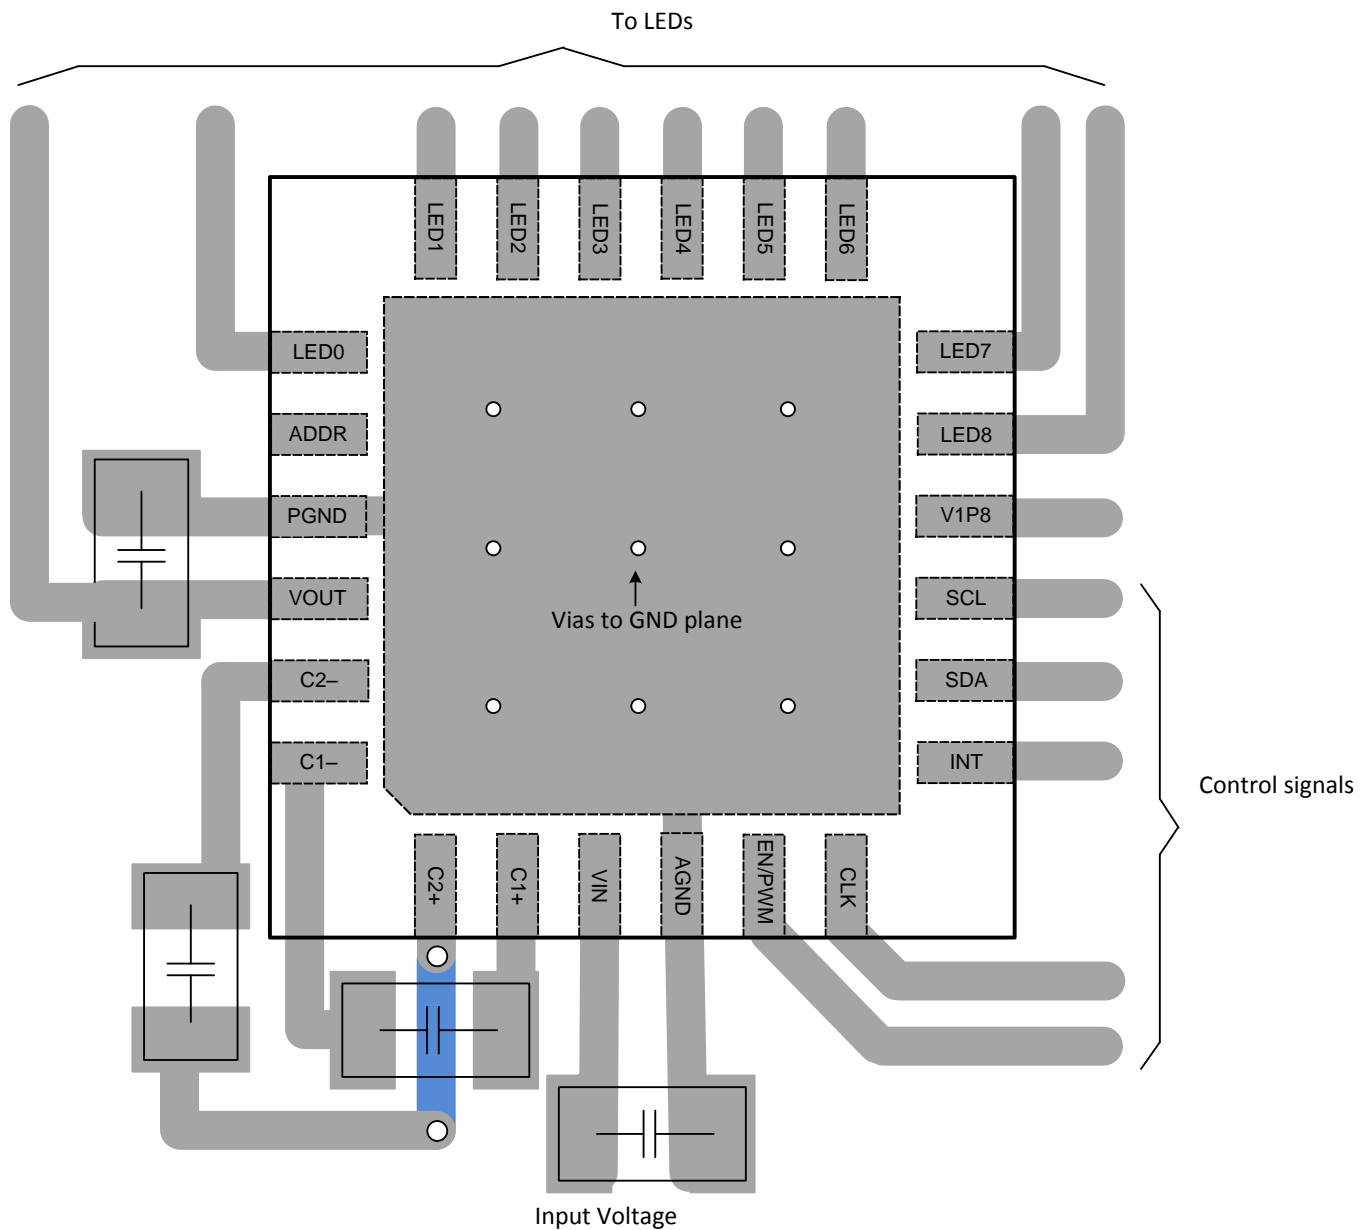 To LEDs
LED1
LED2
LED3
LED4
LED5
LED6
LED0
LED7
ADDR
LED8
PGND
V1P8
VOUT
SCL
Vias to GND plane
C2–
SDA
C1–
INT
Control signals
C2+
C1+
VIN
AGND
EN/PWM
CLK
Input Voltage